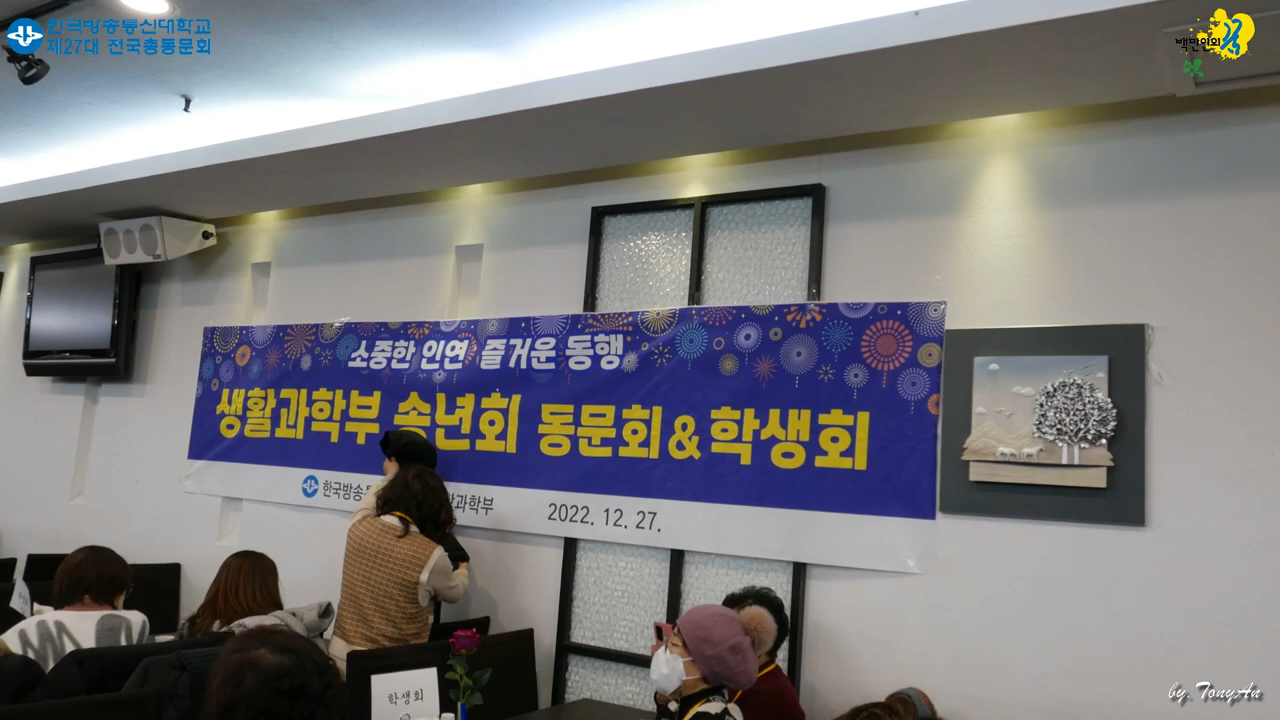 한국방송통신대학교
제27대 전국총동문회
백만인의 꿈
소중한 인연 즐거운 동행
생활과학부 송년회 동문회&학생회
한국방송
과학부
2022. 12. 27.
학생회
by. TonyAn